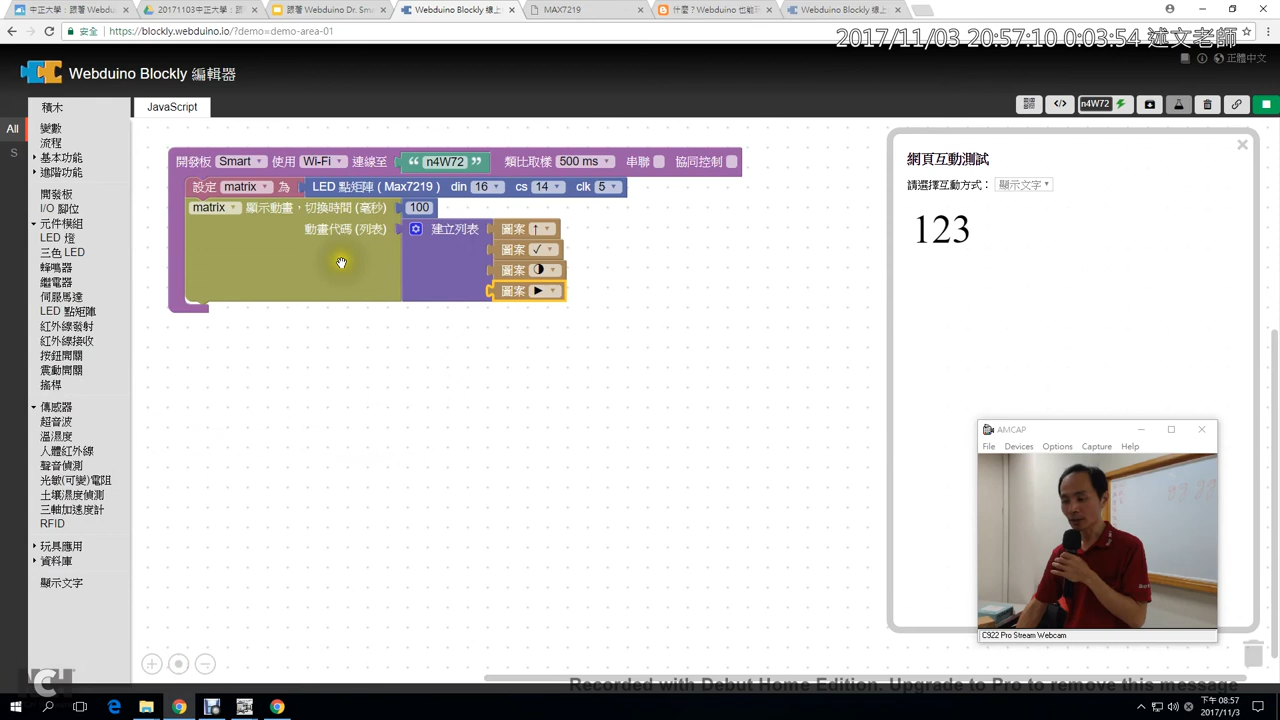 中正大學：跟著 Webdu
20171103中正大學：跟
跟著 Webduino Dr. Sma
Webduino Blockly 線上
MAX7219
什麼？Webduino 也能
Webduino Blockly 線上
安全 https://blockly.webduino.io/?demo=demo-area-01
2017/11/03 20:57:10 0:03:54 述文老師
正體中文
Webduino Blockly 編輯器
積木
JavaScript
n4W72
All
S
變數
流程
基本功能
進階功能
開發板
I/O 腳位
元件模組
LED 燈
三色 LED
蜂鳴器
繼電器
伺服馬達
LED 點矩陣
紅外線發射
紅外線接收
按鈕開關
震動開關
搖桿
傳感器
超音波
溫濕度
人體紅外線
聲音偵測
光敏(可變)電阻
土壤濕度偵測
三軸加速度計
RFID
玩具應用
資料庫
顯示文字
開發板 Smart 使用 Wi-Fi 連線至 “ n4W72 ” 類比取樣 500 ms 串聯 協同控制
設定 matrix 為 LED 點矩陣 ( Max7219 ) din 16 cs 14 clk 5
matrix 顯示動畫，切換時間 (毫秒) 100
動畫代碼 (列表) 建立列表 圖案 ↑
圖案 ✓
圖案 ◑
圖案 ►
網頁互動測試
請選擇互動方式： 顯示文字
123
AMCAP
File Devices Options Capture Help
C922 Pro Stream Webcam
Recorded with Debut Home Edition. Upgrade to Pro to remove this message
下午 08:57
2017/11/3